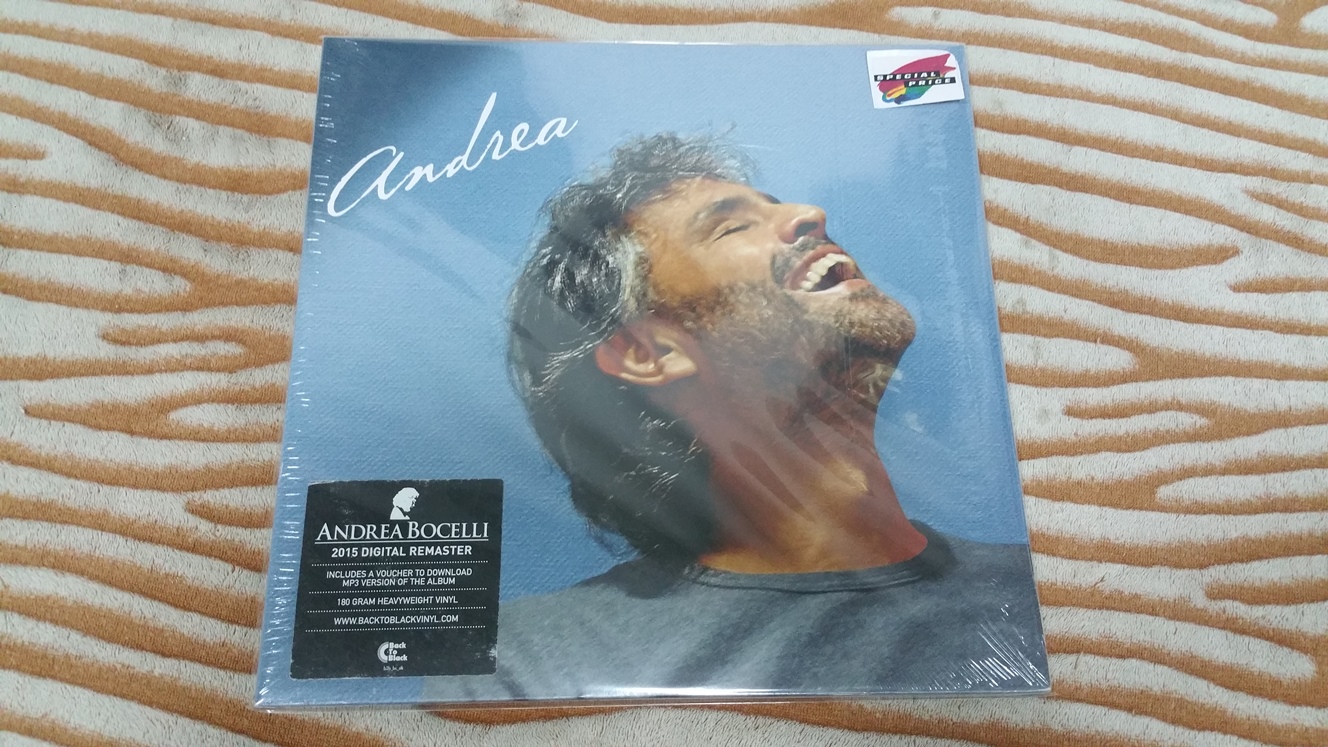 Andrea
SPECIAL
PRICE
ANDREA BOCELLI
2015 DIGITAL REMASTER
INCLUDES A VOUCHER TO DOWNLOAD
MP3 VERSION OF THE ALBUM
180 GRAM HEAVYWEIGHT VINYL
WWW.BACKTOBLACKVINYL.COM
Back
To
Black